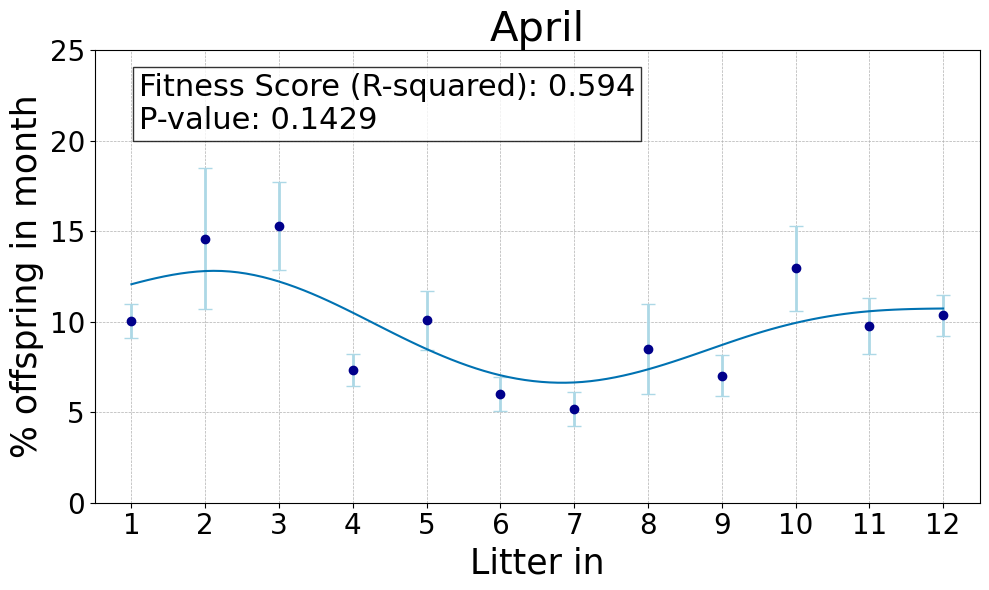 April
Fitness Score (R-squared): 0.594
P-value: 0.1429
% offspring in month
25
20
15
10
5
0
1 2 3 4 5 6 7 8 9 10 11 12
Litter in